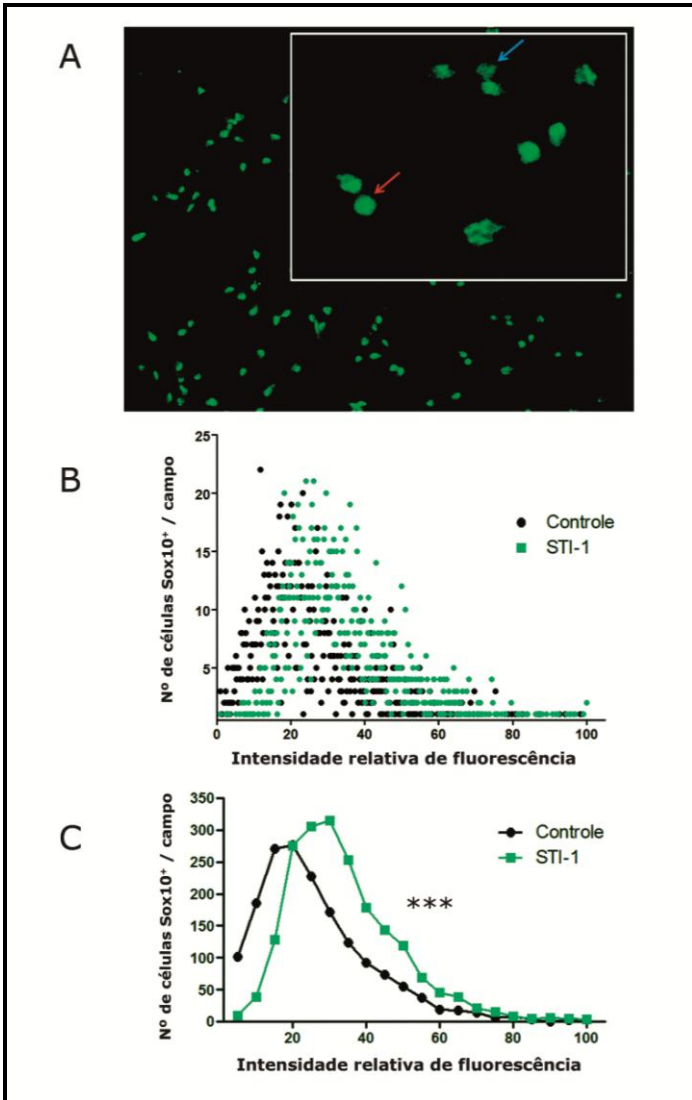 A
B
Nº de células Sox10⁺ / campo
25
20
15
10
5
Controle
STI-1
0
20
40
60
80
100
Intensidade relativa de fluorescência
C
Nº de células Sox10⁺ / campo
350
300
250
200
150
100
50
0
Controle
STI-1
***
20
40
60
80
100
Intensidade relativa de fluorescência